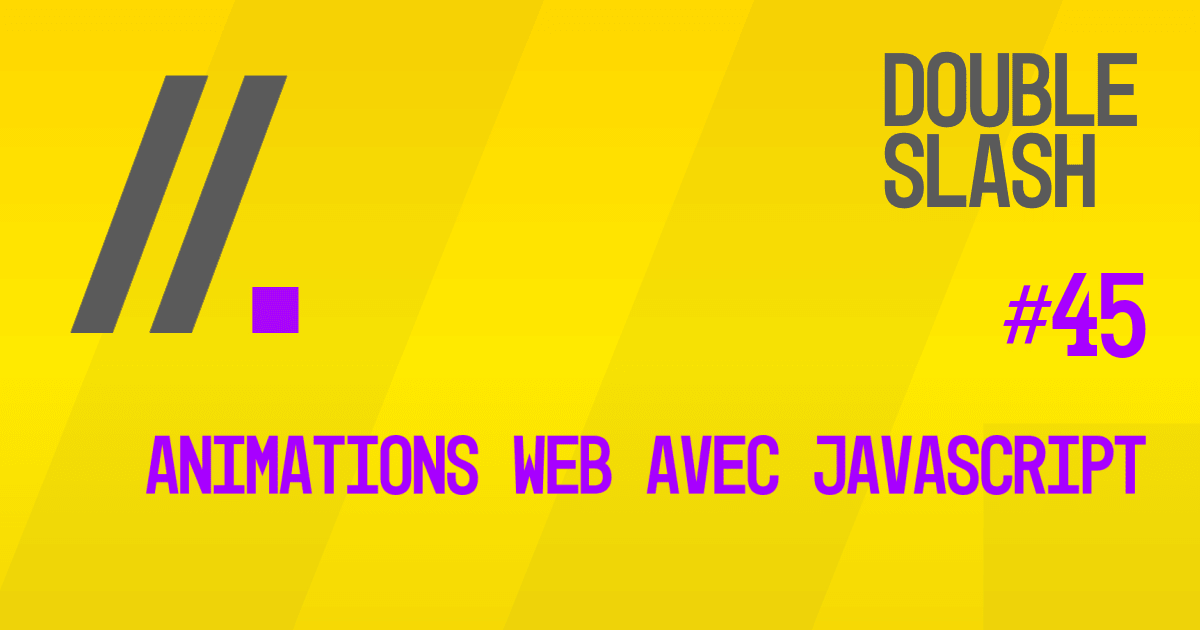 //.
DOUBLE
SLASH
#45
ANIMATIONS WEB AVEC JAVASCRIPT